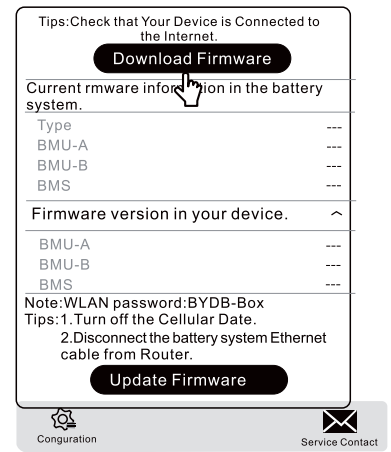 Tips:Check that Your Device is Connected to
the Internet.
Download Firmware
Current rmware information in the battery
system.
Type ---
BMU-A ---
BMU-B ---
BMS ---
Firmware version in your device.
BMU-A ---
BMU-B ---
BMS ---
Note:WLAN password:BYDB-Box
Tips:1.Turn off the Cellular Date.
2.Disconnect the battery system Ethernet
cable from Router.
Update Firmware
Conguration
Service Contact